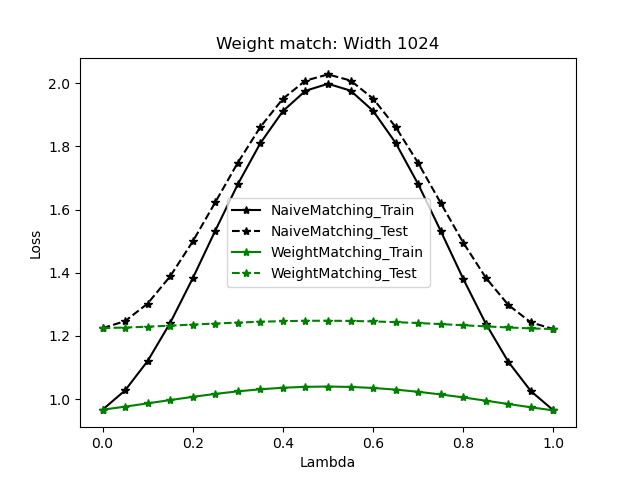 Weight match: Width 1024
Loss
2.0
1.8
1.6
1.4
1.2
1.0
NaiveMatching_Train
NaiveMatching_Test
WeightMatching_Train
WeightMatching_Test
0.0 0.2 0.4 0.6 0.8 1.0
Lambda